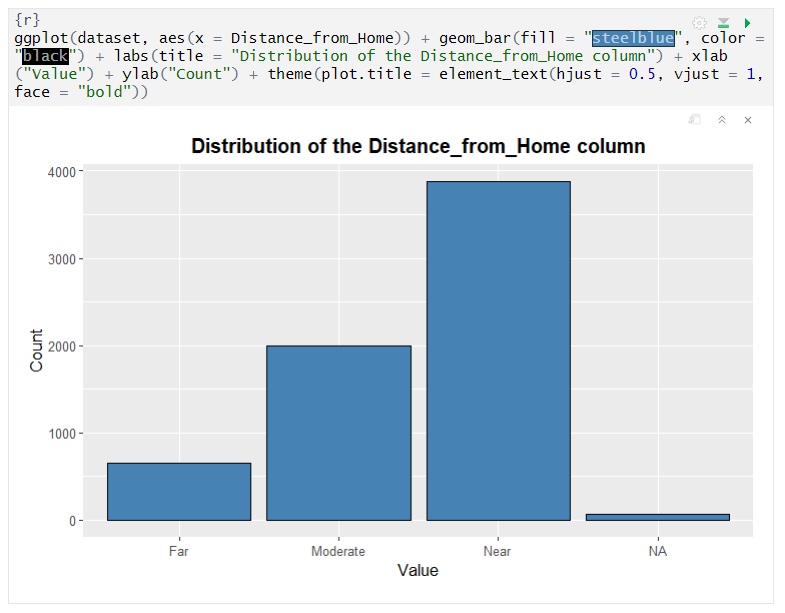 {r}
ggplot(dataset, aes(x = Distance_from_Home)) + geom_bar(fill = "steelblue", color =
"black") + labs(title = "Distribution of the Distance_from_Home column") + xlab
("Value") + ylab("Count") + theme(plot.title = element_text(hjust = 0.5, vjust = 1,
face = "bold"))
Distribution of the Distance_from_Home column
4000
3000
2000
1000
0
Count
Far Moderate Near NA
Value